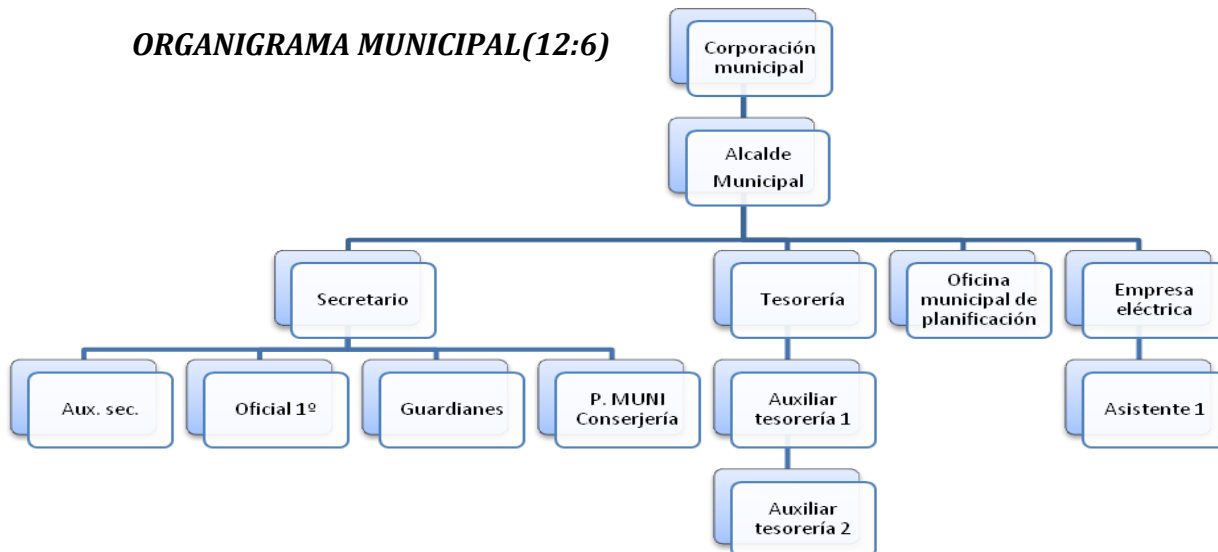 ORGANIGRAMA MUNICIPAL(12:6)
Corporación
municipal
Alcalde
Municipal
Secretario
Tesorería
Oficina
municipal de
planificación
Empresa
eléctrica
Aux. sec.
Oficial 1º
Guardianes
P. MUNI
Conserjería
Auxiliar
tesorería 1
Asistente 1
Auxiliar
tesorería 2